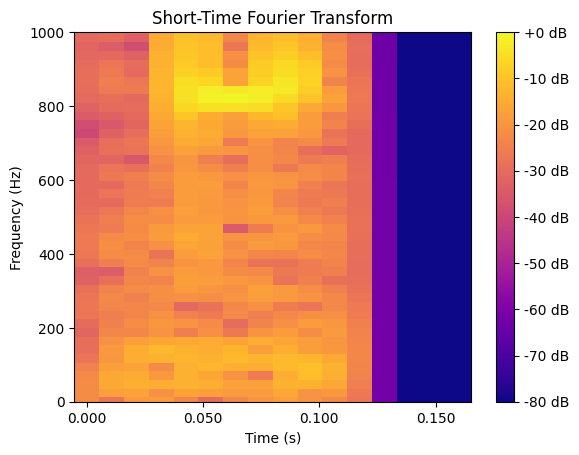 Short-Time Fourier Transform
1000
800
600
400
200
0
Frequency (Hz)
0.000
0.050
0.100
0.150
Time (s)
+0 dB
-10 dB
-20 dB
-30 dB
-40 dB
-50 dB
-60 dB
-70 dB
-80 dB